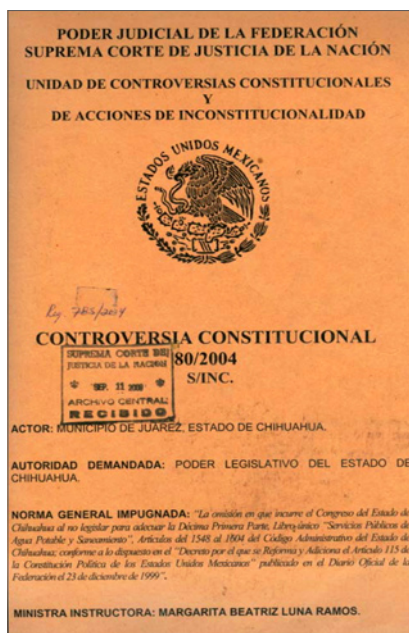 PODER JUDICIAL DE LA FEDERACIÓN
SUPREMA CORTE DE JUSTICIA DE LA NACIÓN
UNIDAD DE CONTROVERSIAS CONSTITUCIONALES
Y
DE ACCIONES DE INCONSTITUCIONALIDAD
ESTADOS UNIDOS MEXICANOS
CONTROVERSIA CONSTITUCIONAL
80/2004
S/INC.
SUPREMA CORTE DE
JUSTICIA DE LA NACION
SEP. 11
ARCHIVO CENTRAL
RECIBIDO
ACTOR: MUNICIPIO DE JUÁREZ, ESTADO DE CHIHUAHUA.
AUTORIDAD DEMANDADA: PODER LEGISLATIVO DEL ESTADO DE
CHIHUAHUA.
NORMA GENERAL IMPUGNADA: "La omisión en que incurre el Congreso del Estado de
Chihuahua al no legislar para adecuar la Décima Primera Parte, Libro único "Servicios Públicos de
Agua Potable y Saneamiento", Artículos del 1548 al 1604 del Código Administrativo del Estado de
Chihuahua; conforme a lo dispuesto en el "Decreto por el que se Reforma y Adiciona el Artículo 115 de
la Constitución Política de los Estados Unidos Mexicanos" publicado en el Diario Oficial de la
Federación el 23 de diciembre de 1999".
MINISTRA INSTRUCTORA: MARGARITA BEATRIZ LUNA RAMOS.